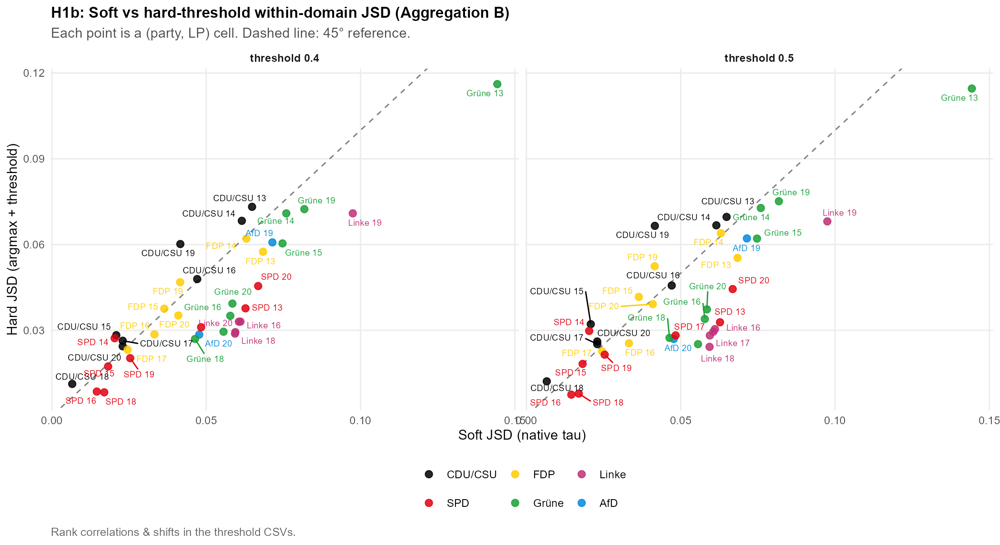 H1b: Soft vs hard-threshold within-domain JSD (Aggregation B)
Each point is a (party, LP) cell. Dashed line: 45° reference.
threshold 0.4
threshold 0.5
Hard JSD (argmax + threshold)
0.12
0.09
0.06
0.03
Grüne 13
CDU/CSU 13
Grüne 19
CDU/CSU 14
Grüne 14
Linke 19
AfD 19
FDP 14
CDU/CSU 19
Grüne 15
FDP 13
CDU/CSU 16
SPD 20
FDP 19
Grüne 20
FDP 15
Grüne 16
SPD 13
CDU/CSU 15
FDP 16
FDP 20
Linke 20
Linke 16
SPD 14
CDU/CSU 17
AfD 20
Linke 18
CDU/CSU 20
FDP 17
Grüne 18
SPD 15
CDU/CSU 18
SPD 19
SPD 16
SPD 18
Grüne 13
Grüne 19
CDU/CSU 13
CDU/CSU 14
Grüne 14
Linke 19
CDU/CSU 19
Grüne 15
FDP 14
AfD 19
FDP 19
FDP 13
CDU/CSU 16
SPD 20
CDU/CSU 15
FDP 15
Grüne 20
FDP 20
Grüne 16
SPD 13
Grüne 18
SPD 14
SPD 17
Linke 16
CDU/CSU 17
CDU/CSU 20
Linke 17
FDP 17
FDP 16
AfD 20
Linke 18
SPD 15
SPD 19
CDU/CSU 18
SPD 16
SPD 18
0.00
0.05
0.10
0.15
0.00
0.05
0.10
0.15
Soft JSD (native tau)
CDU/CSU
FDP
Linke
SPD
Grüne
AfD
Rank correlations & shifts in the threshold CSVs.